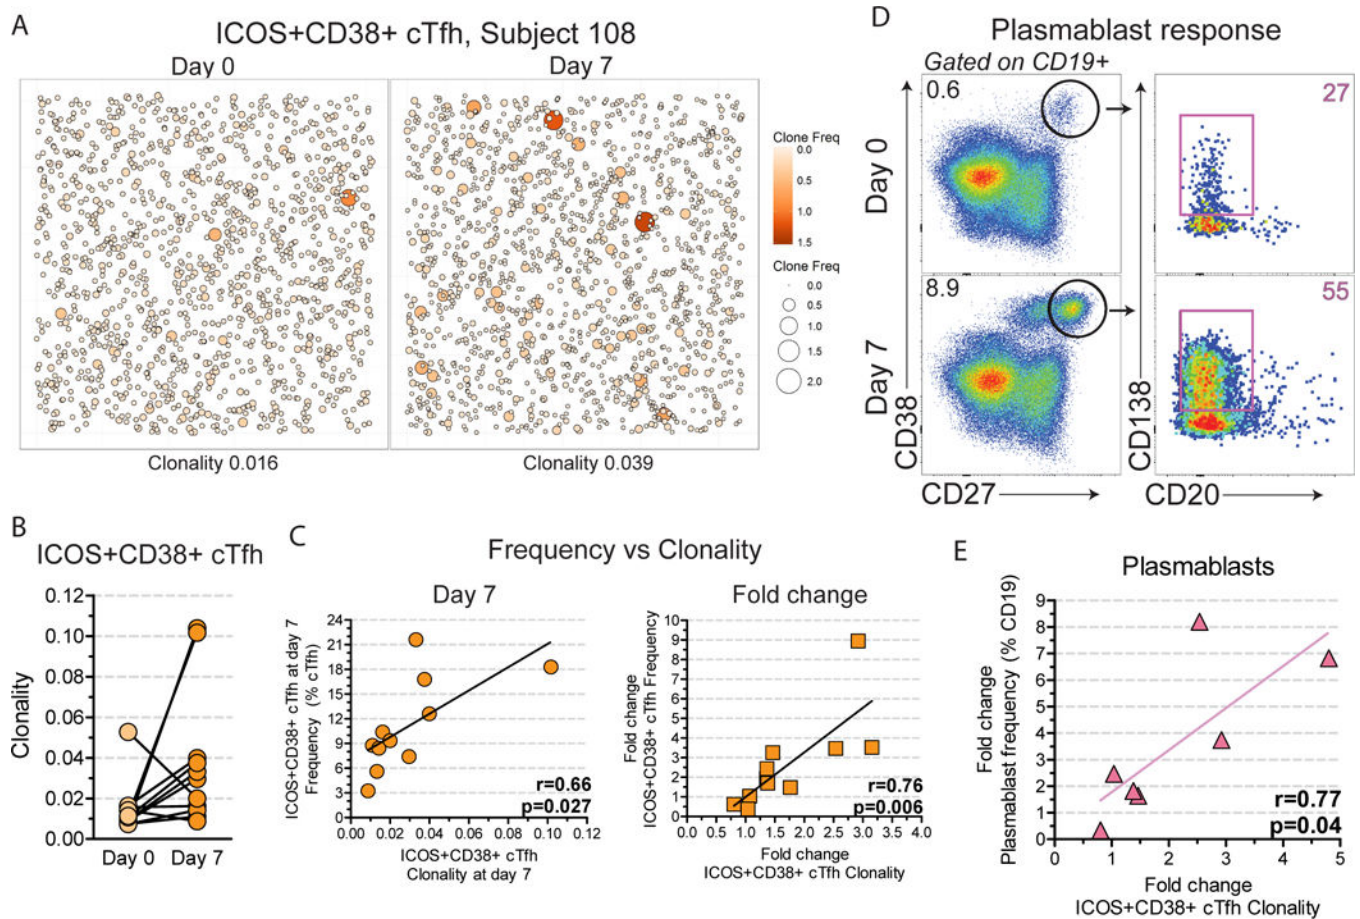 A
ICOS+CD38+ cTfh, Subject 108
Day 0
Day 7
Clone Freq
0.0
0.5
1.0
1.5
Clone Freq
0.0
0.5
1.0
1.5
2.0
Clonality 0.016
Clonality 0.039
D
Plasmablast response
Gated on CD19+
0.6
27
Day 0
8.9
55
Day 7
CD38
CD138
CD27
CD20
B
ICOS+CD38+ cTfh
Clonality
0.12
0.10
0.08
0.06
0.04
0.02
0.00
Day 0 Day 7
C
Frequency vs Clonality
Day 7
ICOS+CD38+ cTfh at day 7
Frequency (% cTfh)
24
21
18
15
12
9
6
3
0
r=0.66
p=0.027
0.00 0.02 0.04 0.06 0.08 0.10 0.12
ICOS+CD38+ cTfh
Clonality at day 7
Fold change
Fold change
ICOS+CD38+ cTfh Frequency
10
9
8
7
6
5
4
3
2
1
0
r=0.76
p=0.006
0.0 0.5 1.0 1.5 2.0 2.5 3.0 3.5 4.0
Fold change
ICOS+CD38+ cTfh Clonality
E
Plasmablasts
Fold change
Plasmablast frequency (% CD19)
9
8
7
6
5
4
3
2
1
0
r=0.77
p=0.04
0 1 2 3 4 5
Fold change
ICOS+CD38+ cTfh Clonality